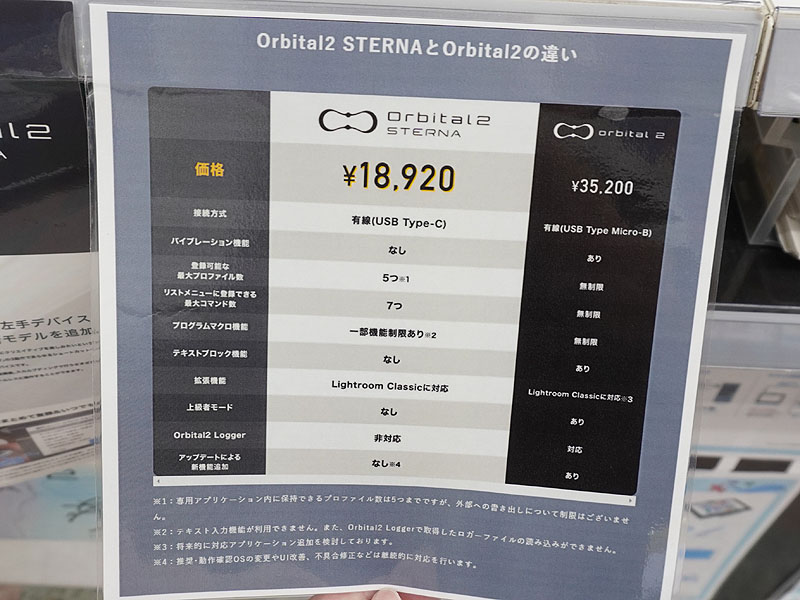 Orbital2 STERNAとOrbital2の違い
Orbital2
STERNA
orbital 2
価格
¥18,920
¥35,200
接続方式
有線(USB Type-C)
有線(USB Type Micro-B)
バイブレーション機能
なし
あり
登録可能な
最大プロファイル数
5つ※1
無制限
リストメニューに登録できる
最大コマンド数
7つ
無制限
プログラムマクロ機能
一部機能制限あり※2
無制限
テキストブロック機能
なし
あり
拡張機能
Lightroom Classicに対応
Lightroom Classicに対応※3
上級者モード
なし
あり
Orbital2 Logger
非対応
対応
アップデートによる
新機能追加
なし※4
あり
※1：専用アプリケーション内に保持できるプロファイル数は5つまでですが、外部への書き出しについて制限はございませ
ん。
※2：テキスト入力機能が利用できません。また、Orbital2 Loggerで取得したロガーファイルの読み込みができません。
※3：将来的に対応アプリケーション追加を検討しております。
※4：推奨・動作確認OSの変更やUI改善、不具合修正などは継続的に対応を行います。
al2
A
左手デバイス
モデルを追加